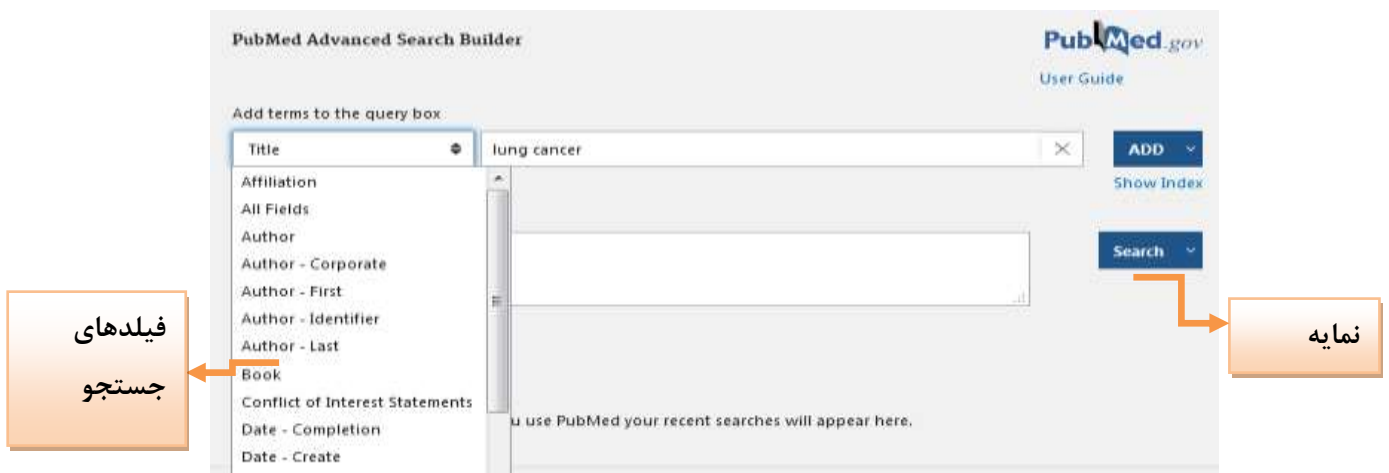 PubMed Advanced Search Builder
PubMed.gov
User Guide
Add terms to the query box
Title
lung cancer
ADD
Show Index
Affiliation
All Fields
Author
Author - Corporate
Search
Author - First
Author - Identifier
Author - Last
Book
Conflict of Interest Statements
Date - Completion
Date - Create
u use PubMed your recent searches will appear here.
فیلدهای
جستجو
نمایه